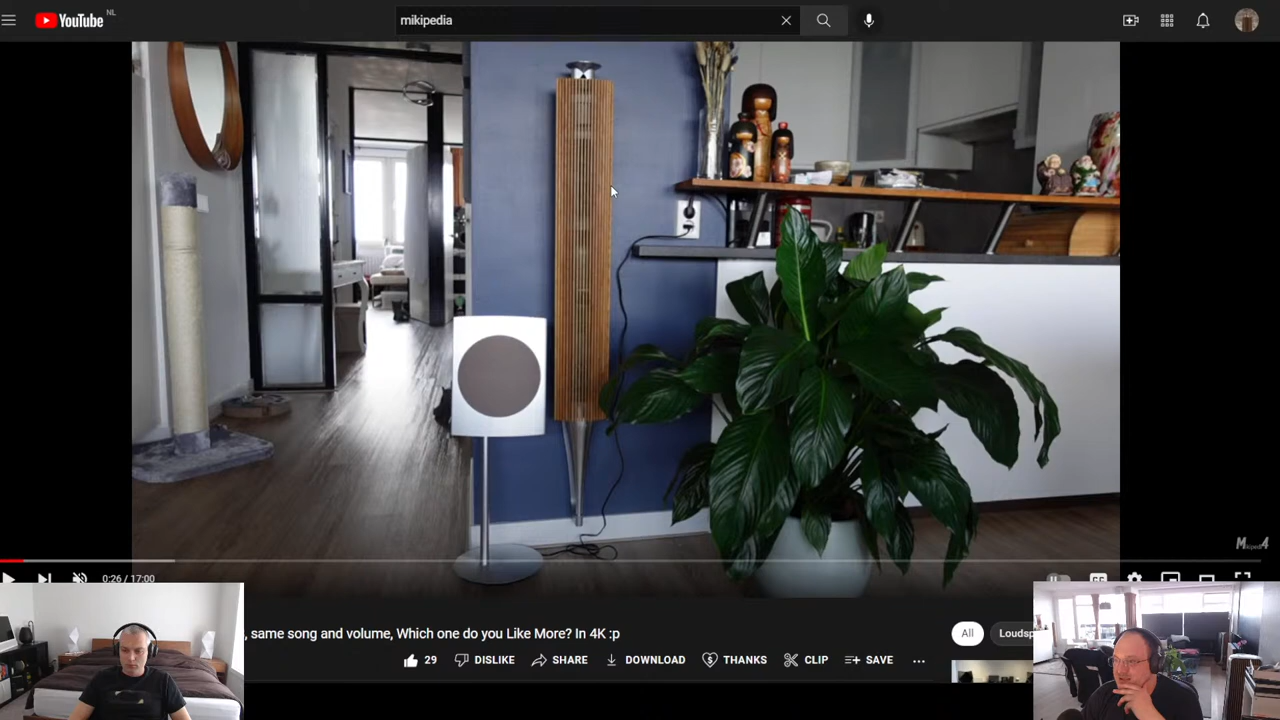 YouTube NL
mikipedia
Mikipedi4
0:26 / 17:00
, same song and volume, Which one do you Like More? In 4K :p
29 DISLIKE SHARE DOWNLOAD THANKS CLIP SAVE ...
All Loudsp